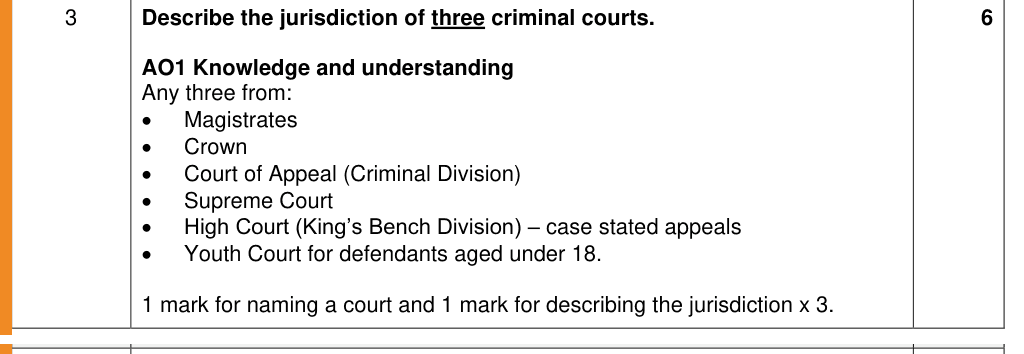 3 Describe the jurisdiction of three criminal courts. 6
AO1 Knowledge and understanding
Any three from:
• Magistrates
• Crown
• Court of Appeal (Criminal Division)
• Supreme Court
• High Court (King’s Bench Division) – case stated appeals
• Youth Court for defendants aged under 18.
1 mark for naming a court and 1 mark for describing the jurisdiction x 3.